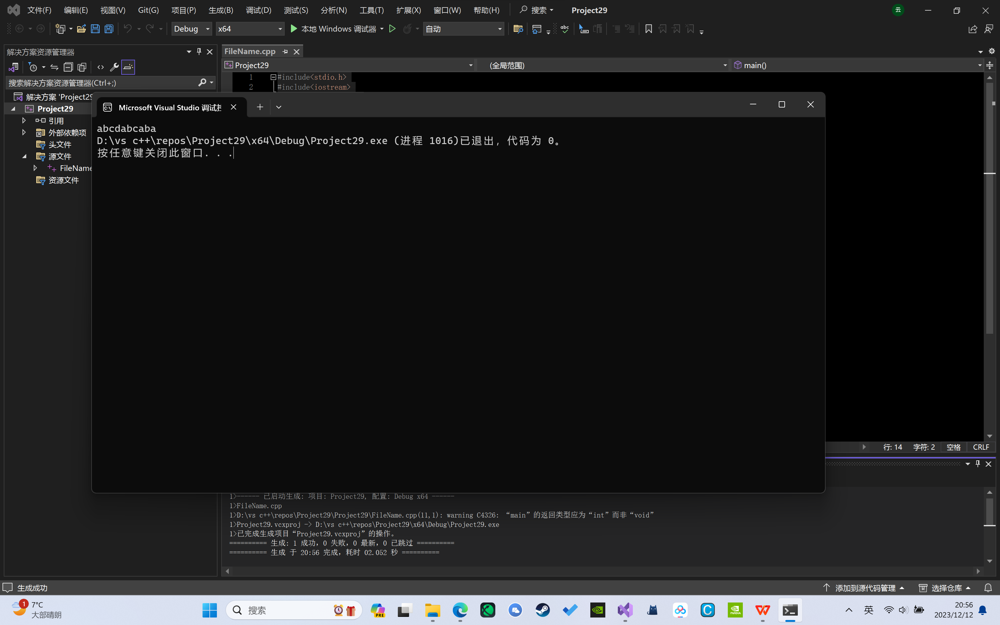 文件(F) 编辑(E) 视图(V) Git(G) 项目(P) 生成(B) 调试(D) 测试(S) 分析(N) 工具(T) 扩展(X) 窗口(W) 帮助(H) 搜索 Project29 云
Debug x64 本地 Windows 调试器 自动
解决方案资源管理器
FileName.cpp
Project29 (全局范围) main()
搜索解决方案资源管理器(Ctrl+;)
1 #include<stdio.h>
2 #include<iostream>
解决方案 'Project29
Project29
引用
外部依赖项
头文件
源文件
FileName
资源文件
Microsoft Visual Studio 调试控
abcdabcaba
D:\vs c++\repos\Project29\x64\Debug\Project29.exe (进程 1016)已退出，代码为 0。
按任意键关闭此窗口. . .
行: 14 字符: 2 空格 CRLF
1>------ 已启动生成: 项目: Project29, 配置: Debug x64 ------
1>FileName.cpp
1>D:\vs c++\repos\Project29\Project29\FileName.cpp(11,1): warning C4326: “main”的返回类型应为“int”而非“void”
1>Project29.vcxproj -> D:\vs c++\repos\Project29\x64\Debug\Project29.exe
1>已完成生成项目“Project29.vcxproj”的操作。
========== 生成: 1 成功，0 失败，0 最新，0 已跳过 ==========
========== 生成 于 20:56 完成，耗时 02.052 秒 ==========
生成成功 添加到源代码管理 选择仓库
1 7°C
大部晴朗
搜索
PRE
NVIDIA
英
20:56
2023/12/12